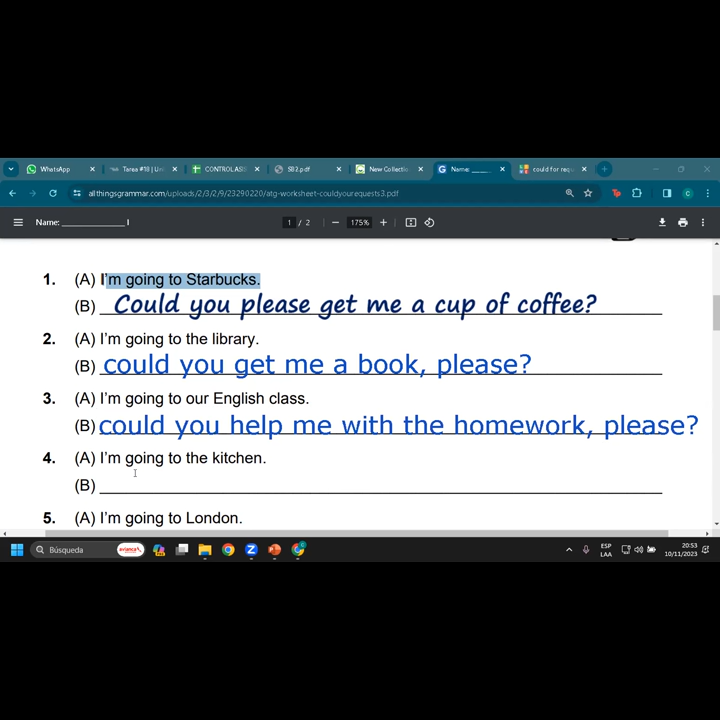 WhatsApp
Tarea #18 | Uni
CONTROL ASIS
SB2.pdf
New Collectio
Name: ____
could for requ
allthingsgrammar.com/uploads/2/3/2/9/23290220/atg-worksheet-couldyourequests3.pdf
Name: ____________ I
1 / 2
175%
1. (A) I'm going to Starbucks.
(B) Could you please get me a cup of coffee?
2. (A) I'm going to the library.
(B) could you get me a book, please?
3. (A) I'm going to our English class.
(B) could you help me with the homework, please?
4. (A) I'm going to the kitchen.
(B)
5. (A) I'm going to London.
Búsqueda
avianca
ESP
LAA
20:53
10/11/2023